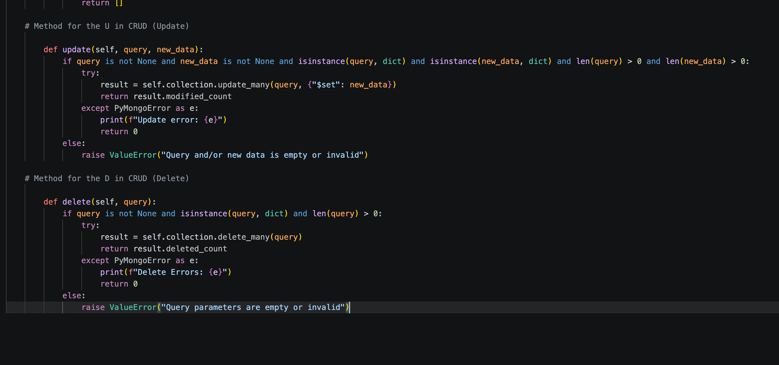 return []
# Method for the U in CRUD (Update)
def update(self, query, new_data):
if query is not None and new_data is not None and isinstance(query, dict) and isinstance(new_data, dict) and len(query) > 0 and len(new_data) > 0:
try:
result = self.collection.update_many(query, {"$set": new_data})
return result.modified_count
except PyMongoError as e:
print(f"Update error: {e}")
return 0
else:
raise ValueError("Query and/or new data is empty or invalid")
# Method for the D in CRUD (Delete)
def delete(self, query):
if query is not None and isinstance(query, dict) and len(query) > 0:
try:
result = self.collection.delete_many(query)
return result.deleted_count
except PyMongoError as e:
print(f"Delete Errors: {e}")
return 0
else:
raise ValueError("Query parameters are empty or invalid")